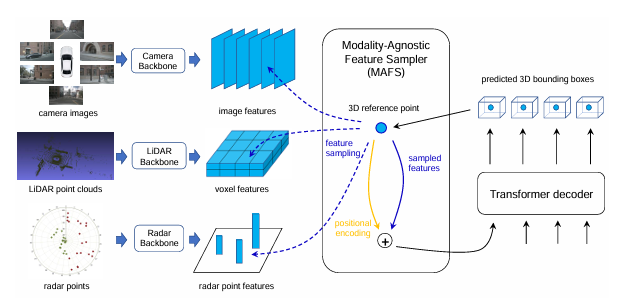 Camera
Backbone
camera images
image features
LiDAR
Backbone
LiDAR point clouds
voxel features
Radar
Backbone
radar points
radar point features
Modality-Agnostic
Feature Sampler
(MAFS)
3D reference point
feature
sampling
sampled
features
positional
encoding
+
predicted 3D bounding boxes
Transformer decoder